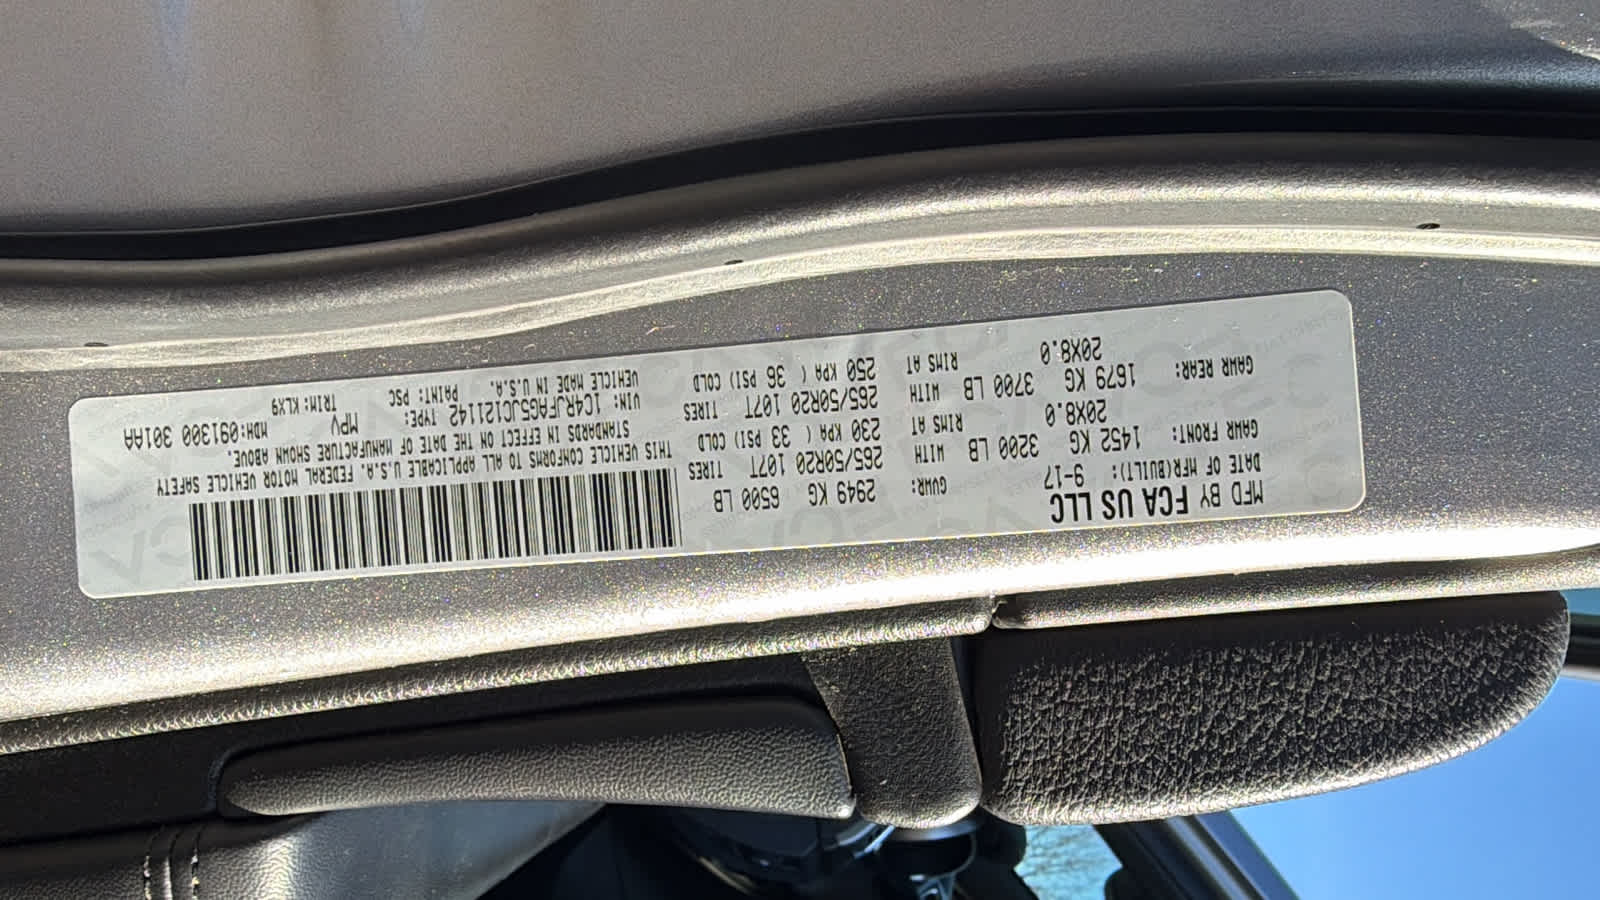 MFD BY FCA US LLC
DATE OF MFR(BUILT): 9-17 GVWR: 2949 KG 6500 LB
GAWR FRONT: 1452 KG 3200 LB WITH 265/50R20 107T TIRES
20X8.0 RIMS AT 230 KPA ( 33 PSI) COLD
GAWR REAR: 1679 KG 3700 LB WITH 265/50R20 107T TIRES
20X8.0 RIMS AT 250 KPA ( 36 PSI) COLD
THIS VEHICLE CONFORMS TO ALL APPLICABLE U.S.A. FEDERAL MOTOR VEHICLE SAFETY
STANDARDS IN EFFECT ON THE DATE OF MANUFACTURE SHOWN ABOVE.
VIN: 1C4RJFAG5JC121142 TYPE: MPV MDH:091300 301AA
VEHICLE MADE IN U.S.A. PAINT: PSC TRIM:KLX9